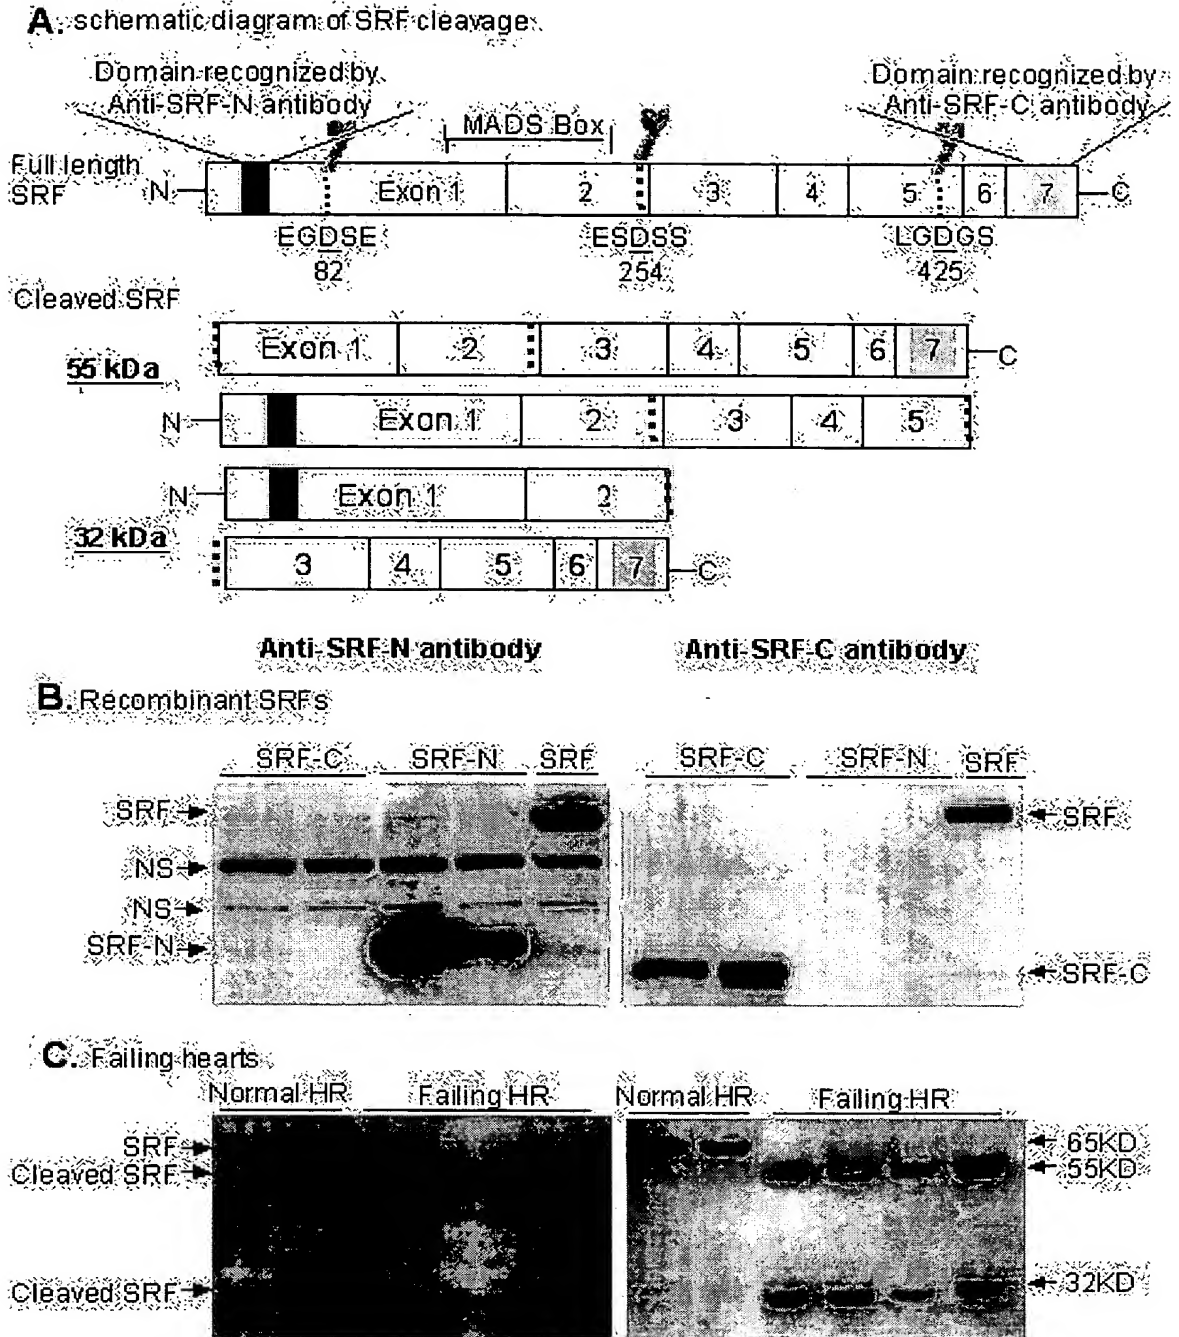 A. schematic diagram of SRF cleavage
Domain recognized by
Anti-SRF-N antibody
Domain recognized by
Anti-SRF-C antibody
MADS Box
Full length
SRF
N
Exon 1
2
3
4
5
6
7
C
EGDSE
ESDSS
LGDGS
82
254
425
Cleaved SRF
55 kDa
Exon 1
2
3
4
5
6
7
C
N
Exon 1
2
3
4
5
N
Exon 1
2
32 kDa
3
4
5
6
7
C
Anti-SRF-N antibody
Anti-SRF-C antibody
B. Recombinant SRFs
SRF-C
SRF-N
SRF
SRF-C
SRF-N
SRF
SRF
NS
NS
SRF-N
SRF
SRF-C
C. Failing hearts
Normal HR
Failing HR
Normal HR
Failing HR
SRF
Cleaved SRF
Cleaved SRF
65KD
55KD
32KD